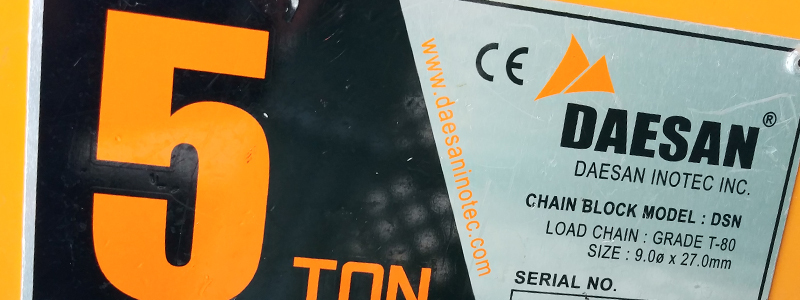 5
TON
www.daesaninotec.com
CE
DAESAN®
DAESAN INOTEC INC.
CHAIN BLOCK MODEL : DSN
LOAD CHAIN : GRADE T-80
SIZE : 9.0ø x 27.0mm
SERIAL NO.